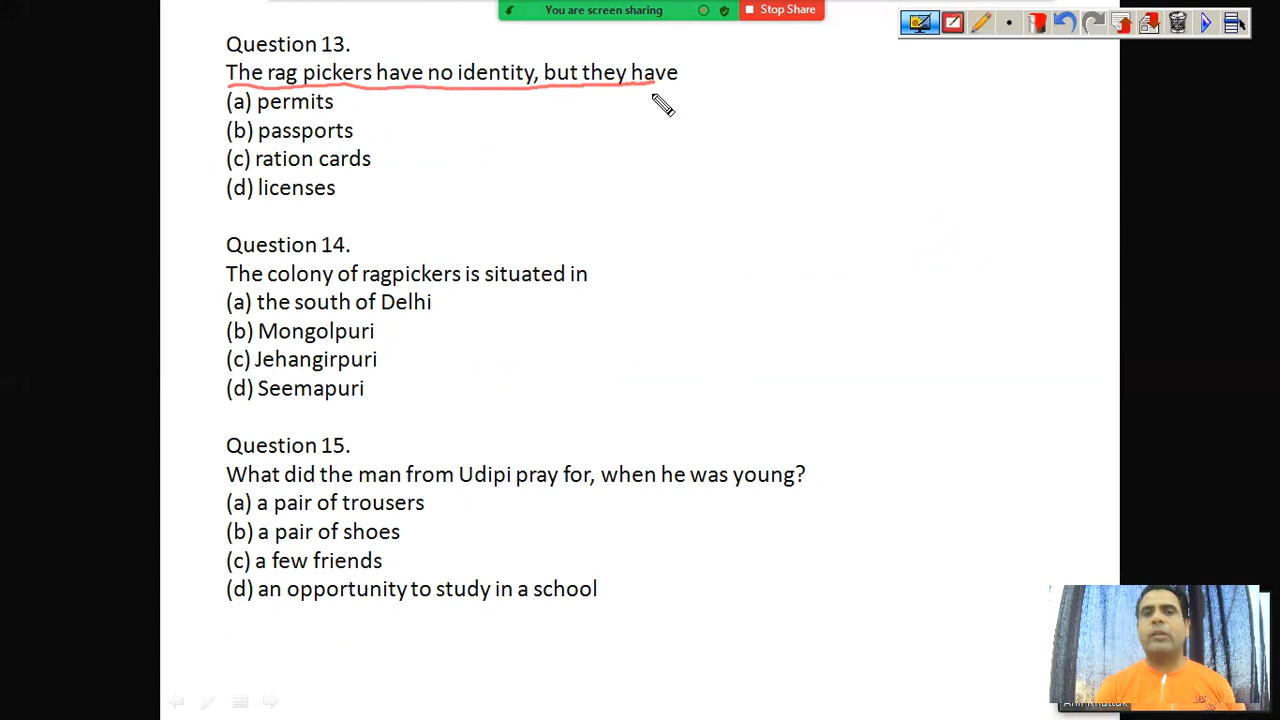 You are screen sharing
Stop Share
Question 13.
The rag pickers have no identity, but they have
(a) permits
(b) passports
(c) ration cards
(d) licenses
Question 14.
The colony of ragpickers is situated in
(a) the south of Delhi
(b) Mongolpuri
(c) Jehangirpuri
(d) Seemapuri
Question 15.
What did the man from Udipi pray for, when he was young?
(a) a pair of trousers
(b) a pair of shoes
(c) a few friends
(d) an opportunity to study in a school